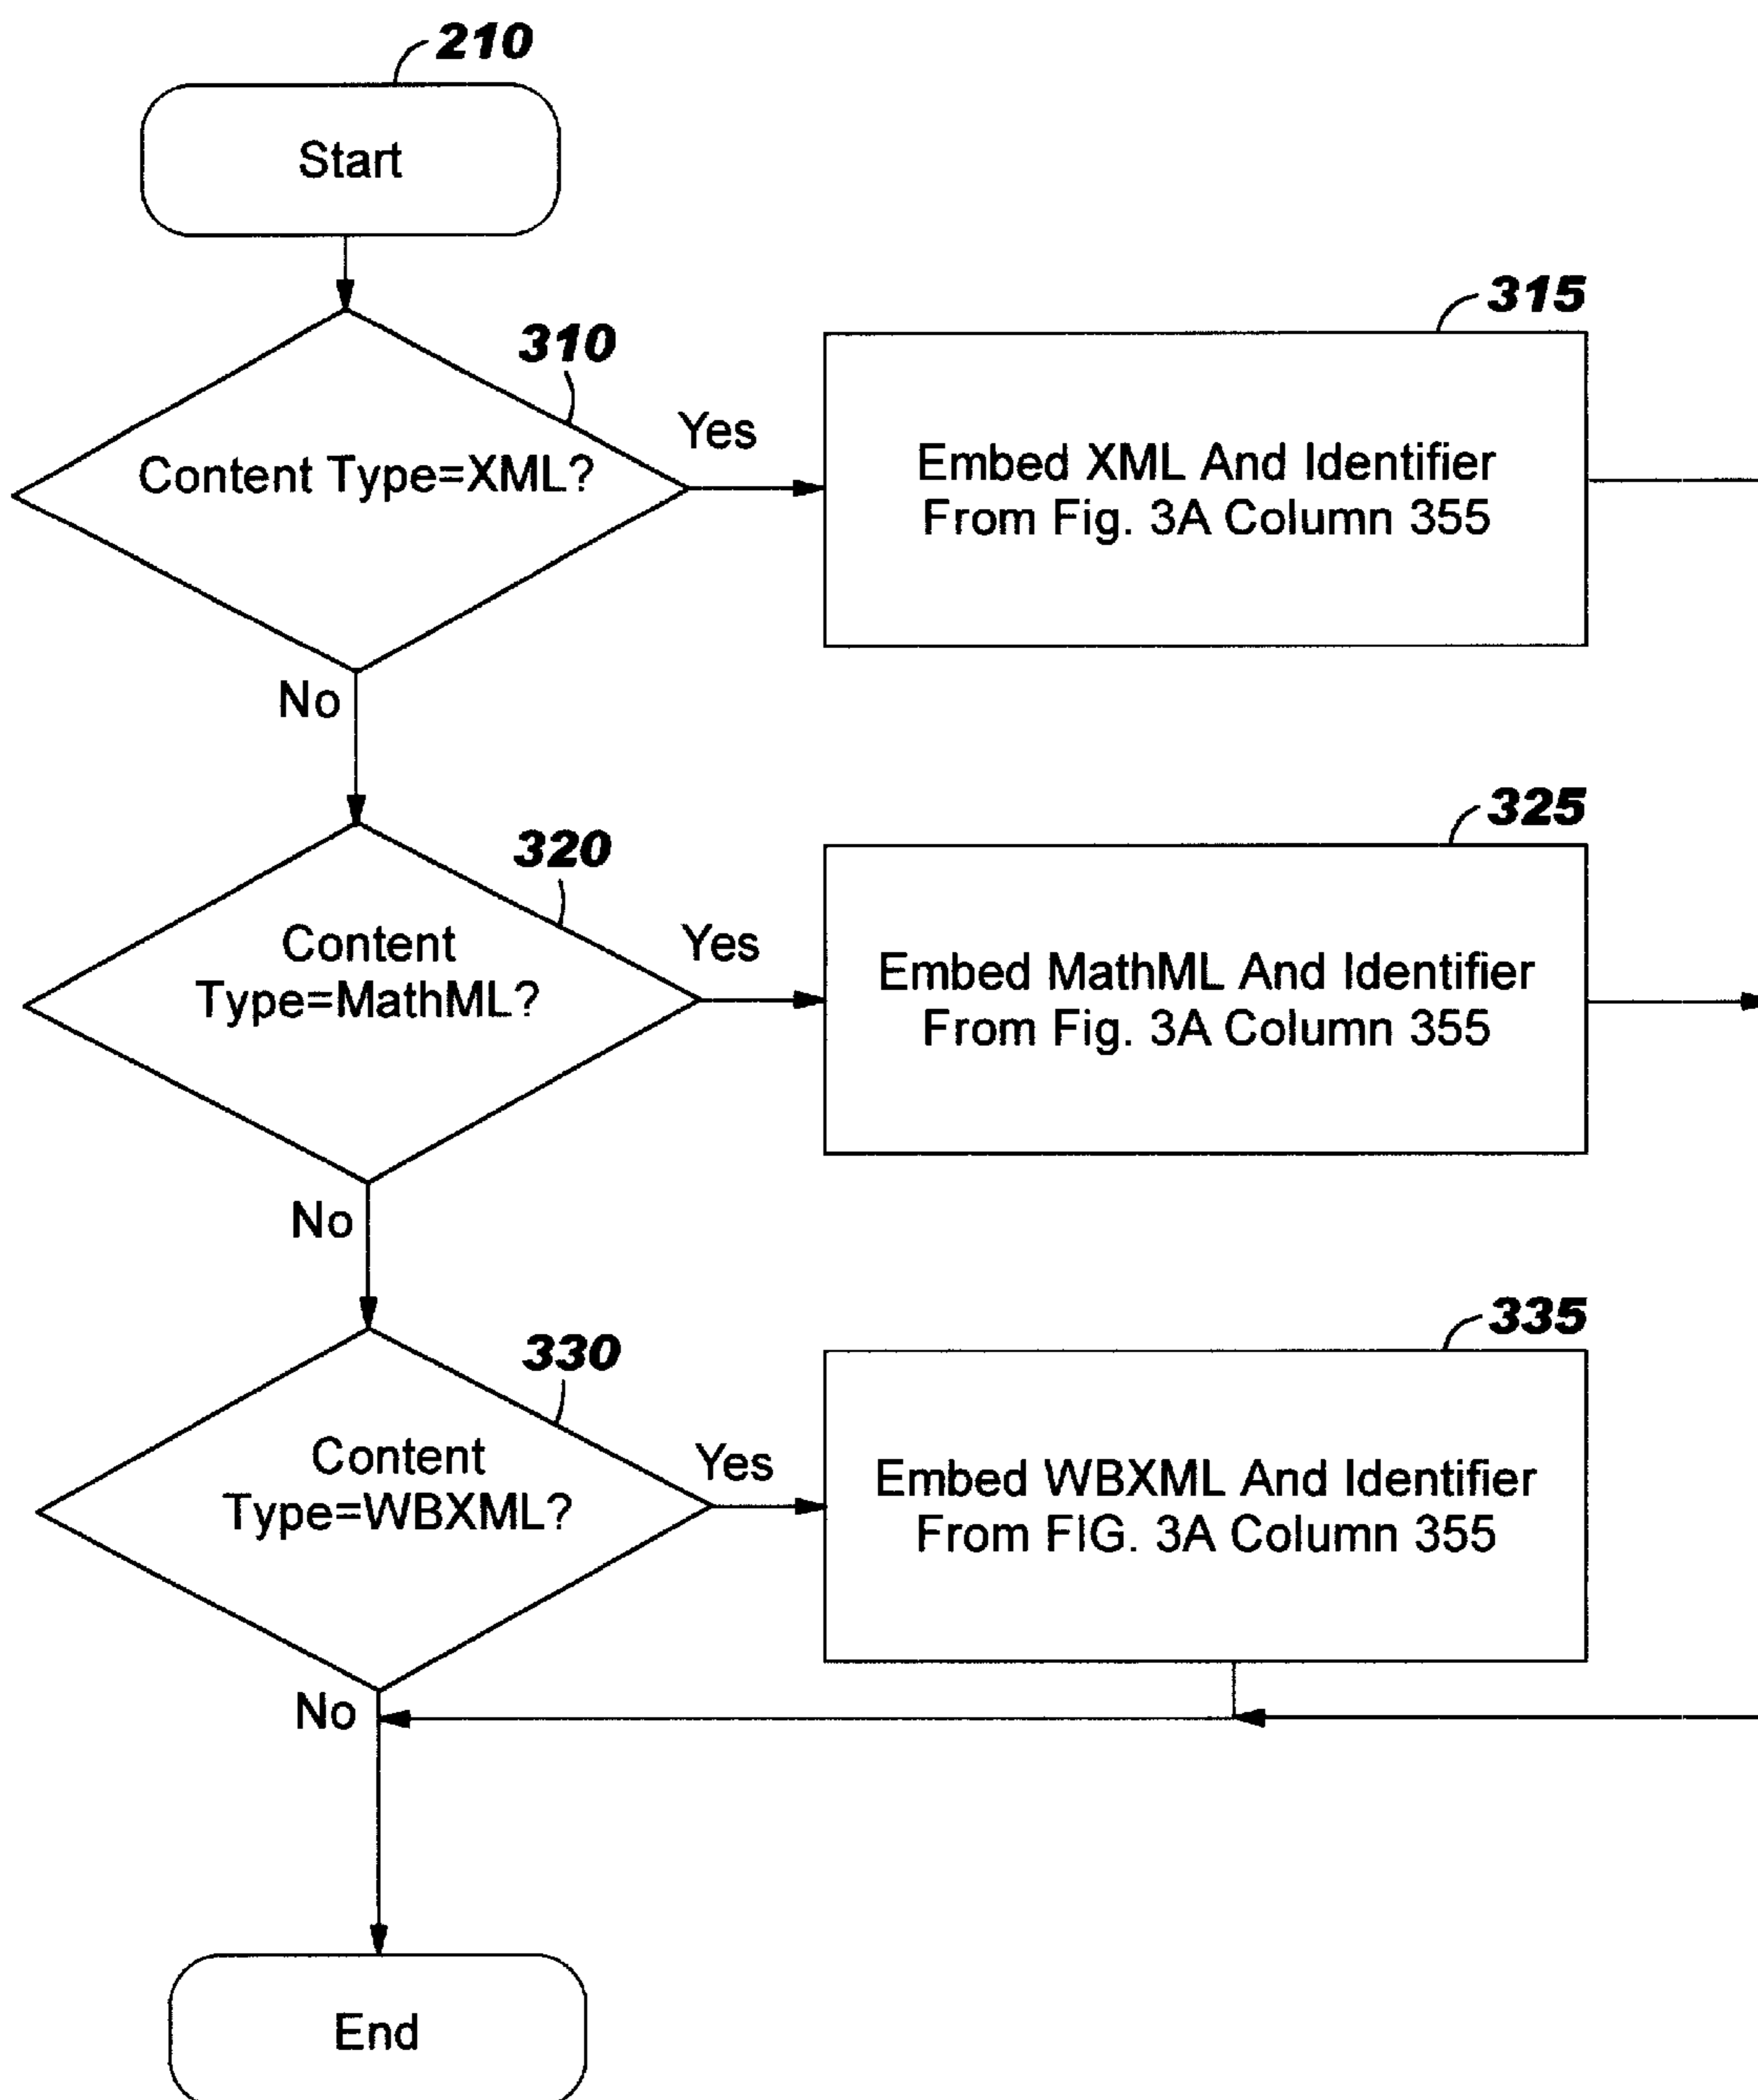 210
Start
310
Content Type=XML?
Yes
315
Embed XML And Identifier
From Fig. 3A Column 355
No
320
Content
Type=MathML?
Yes
325
Embed MathML And Identifier
From Fig. 3A Column 355
No
330
Content
Type=WBXML?
Yes
335
Embed WBXML And Identifier
From FIG. 3A Column 355
No
End